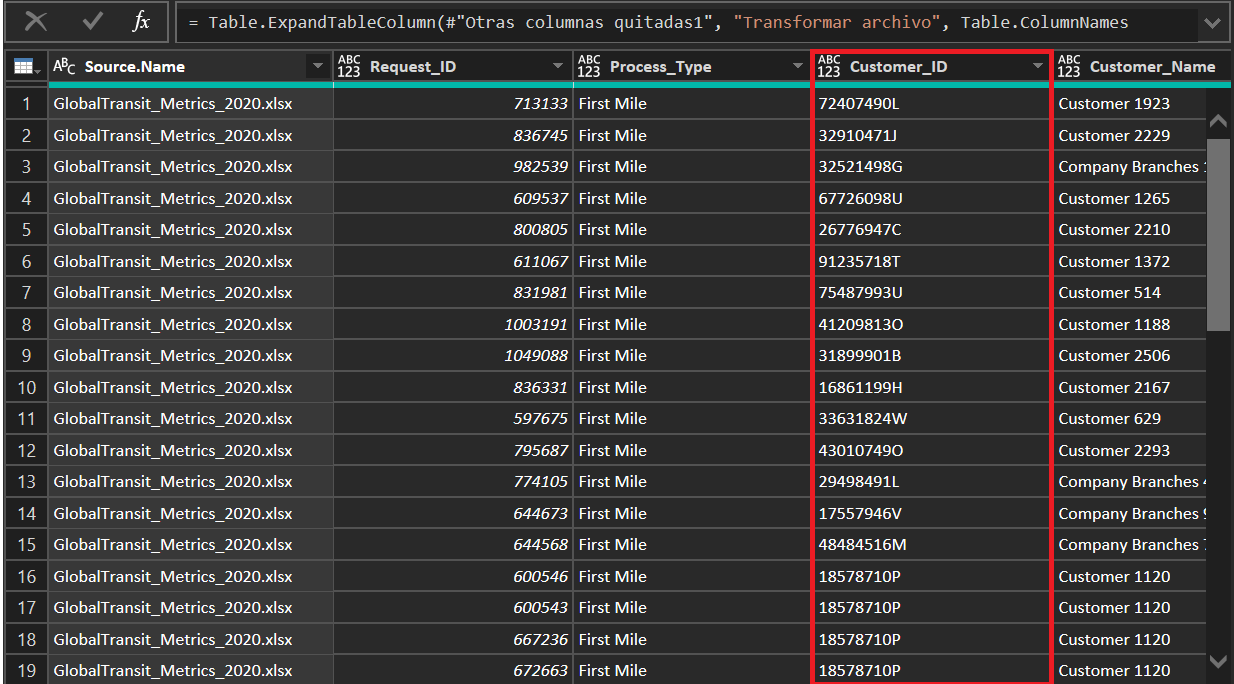 fx = Table.ExpandTableColumn(#"Otras columnas quitadas1", "Transformar archivo", Table.ColumnNames
ABC Source.Name ABC 123 Request_ID ABC 123 Process_Type ABC 123 Customer_ID ABC 123 Customer_Name
1 GlobalTransit_Metrics_2020.xlsx 713133 First Mile 72407490L Customer 1923
2 GlobalTransit_Metrics_2020.xlsx 836745 First Mile 32910471J Customer 2229
3 GlobalTransit_Metrics_2020.xlsx 982539 First Mile 32521498G Company Branches
4 GlobalTransit_Metrics_2020.xlsx 609537 First Mile 67726098U Customer 1265
5 GlobalTransit_Metrics_2020.xlsx 800805 First Mile 26776947C Customer 2210
6 GlobalTransit_Metrics_2020.xlsx 611067 First Mile 91235718T Customer 1372
7 GlobalTransit_Metrics_2020.xlsx 831981 First Mile 75487993U Customer 514
8 GlobalTransit_Metrics_2020.xlsx 1003191 First Mile 41209813O Customer 1188
9 GlobalTransit_Metrics_2020.xlsx 1049088 First Mile 31899901B Customer 2506
10 GlobalTransit_Metrics_2020.xlsx 836331 First Mile 16861199H Customer 2167
11 GlobalTransit_Metrics_2020.xlsx 597675 First Mile 33631824W Customer 629
12 GlobalTransit_Metrics_2020.xlsx 795687 First Mile 43010749O Customer 2293
13 GlobalTransit_Metrics_2020.xlsx 774105 First Mile 29498491L Company Branches
14 GlobalTransit_Metrics_2020.xlsx 644673 First Mile 17557946V Company Branches
15 GlobalTransit_Metrics_2020.xlsx 644568 First Mile 48484516M Company Branches
16 GlobalTransit_Metrics_2020.xlsx 600546 First Mile 18578710P Customer 1120
17 GlobalTransit_Metrics_2020.xlsx 600543 First Mile 18578710P Customer 1120
18 GlobalTransit_Metrics_2020.xlsx 667236 First Mile 18578710P Customer 1120
19 GlobalTransit_Metrics_2020.xlsx 672663 First Mile 18578710P Customer 1120